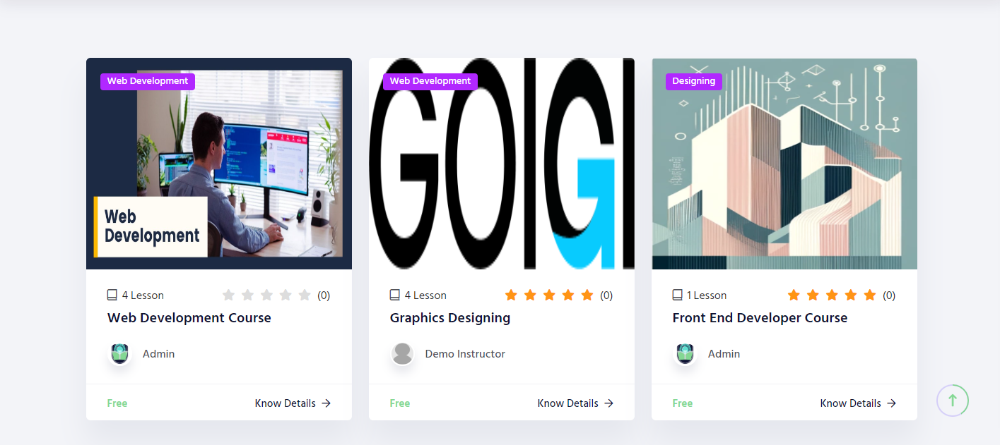 Web Development
Web
Development
4 Lesson (0)
Web Development Course
Admin
Free Know Details →
Web Development
GOIGI
4 Lesson (0)
Graphics Designing
Demo Instructor
Free Know Details →
Designing
1 Lesson (0)
Front End Developer Course
Admin
Free Know Details →